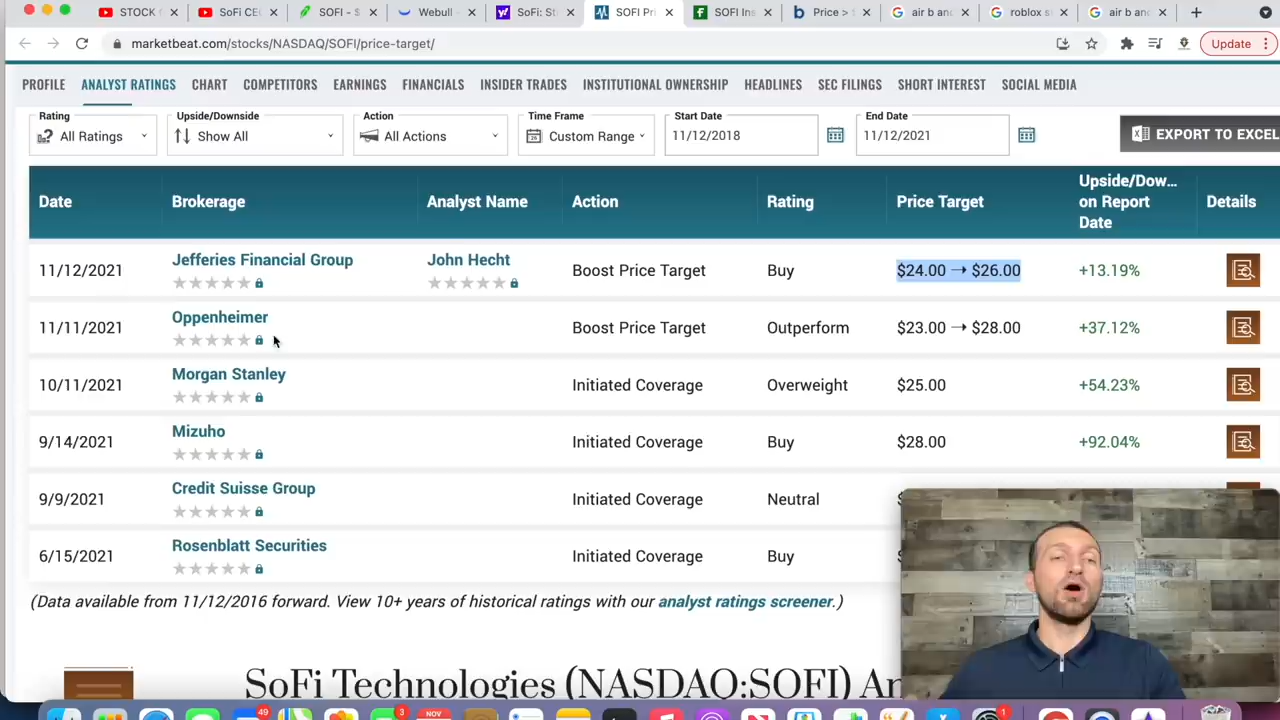 STOCK f
SoFi CEO
SOFI - $
Webull -
SoFi: St
SOFI Pri
SOFI Ins
Price > t
air b and
roblox s
air b and
marketbeat.com/stocks/NASDAQ/SOFI/price-target/
Update
PROFILE ANALYST RATINGS CHART COMPETITORS EARNINGS FINANCIALS INSIDER TRADES INSTITUTIONAL OWNERSHIP HEADLINES SEC FILINGS SHORT INTEREST SOCIAL MEDIA
Rating Upside/Downside Action Time Frame Start Date End Date
All Ratings Show All All Actions Custom Range 11/12/2018 11/12/2021 EXPORT TO EXCEL
Date Brokerage Analyst Name Action Rating Price Target Upside/Dow... on Report Date Details
11/12/2021 Jefferies Financial Group John Hecht Boost Price Target Buy $24.00 → $26.00 +13.19%
11/11/2021 Oppenheimer Boost Price Target Outperform $23.00 → $28.00 +37.12%
10/11/2021 Morgan Stanley Initiated Coverage Overweight $25.00 +54.23%
9/14/2021 Mizuho Initiated Coverage Buy $28.00 +92.04%
9/9/2021 Credit Suisse Group Initiated Coverage Neutral
6/15/2021 Rosenblatt Securities Initiated Coverage Buy
(Data available from 11/12/2016 forward. View 10+ years of historical ratings with our analyst ratings screener.)
SoFi Technologies (NASDAQ:SOFI) An
49
3
NOV
1